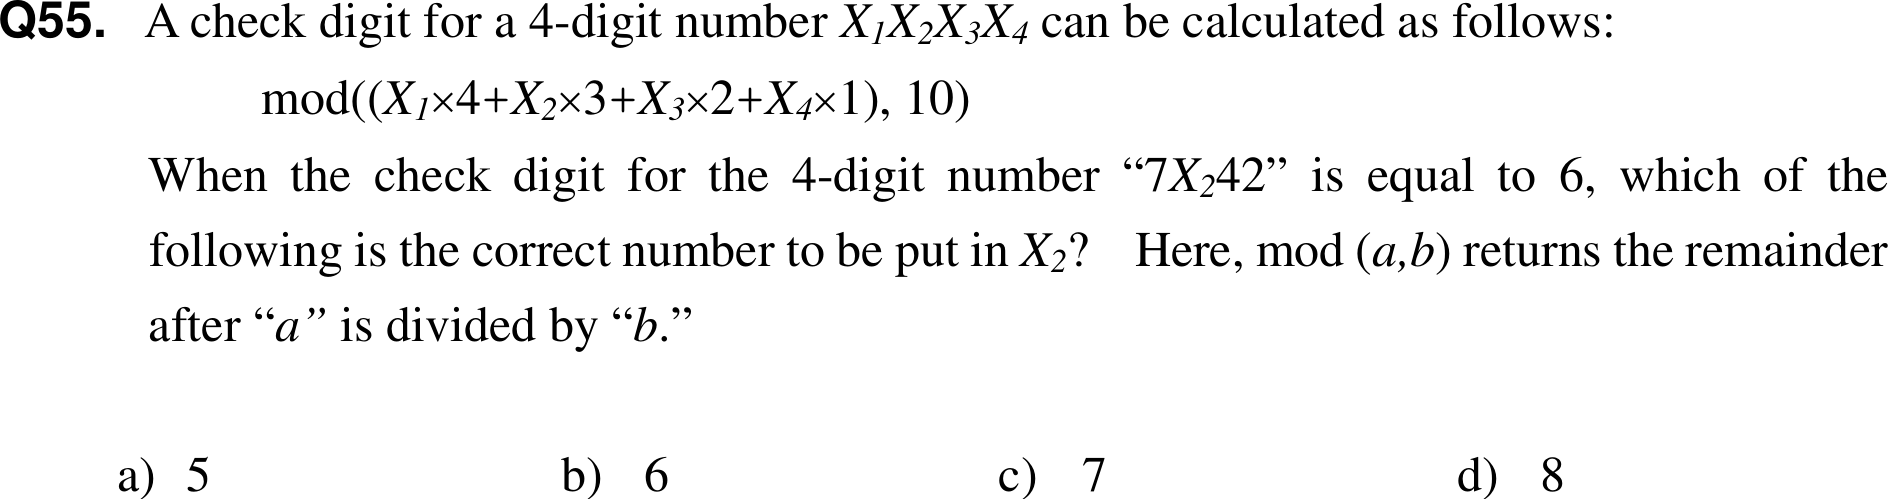 Q55. A check digit for a 4-digit number X1X2X3X4 can be calculated as follows:
mod((X1×4+X2×3+X3×2+X4×1), 10)
When the check digit for the 4-digit number “7X242” is equal to 6, which of the
following is the correct number to be put in X2? Here, mod (a,b) returns the remainder
after “a” is divided by “b.”
a) 5 b) 6 c) 7 d) 8